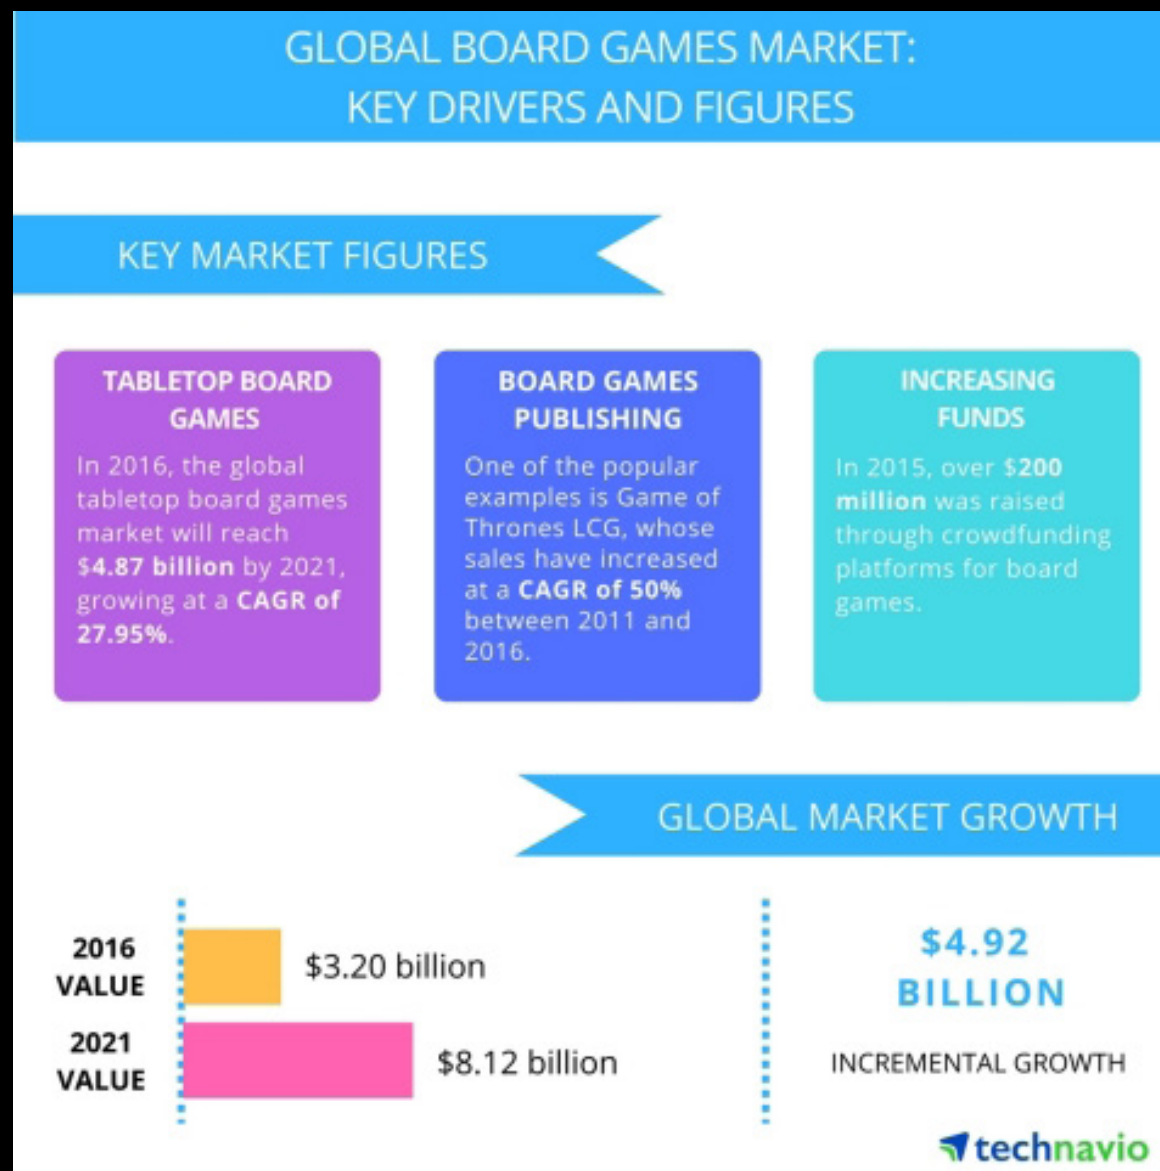 GLOBAL BOARD GAMES MARKET:
KEY DRIVERS AND FIGURES
KEY MARKET FIGURES
TABLETOP BOARD
GAMES
In 2016, the global
tabletop board games
market will reach
$4.87 billion by 2021,
growing at a CAGR of
27.95%.
BOARD GAMES
PUBLISHING
One of the popular
examples is Game of
Thrones LCG, whose
sales have increased
at a CAGR of 50%
between 2011 and
2016.
INCREASING
FUNDS
In 2015, over $200
million was raised
through crowdfunding
platforms for board
games.
GLOBAL MARKET GROWTH
2016
VALUE
$3.20 billion
2021
VALUE
$8.12 billion
$4.92
BILLION
INCREMENTAL GROWTH
technavio